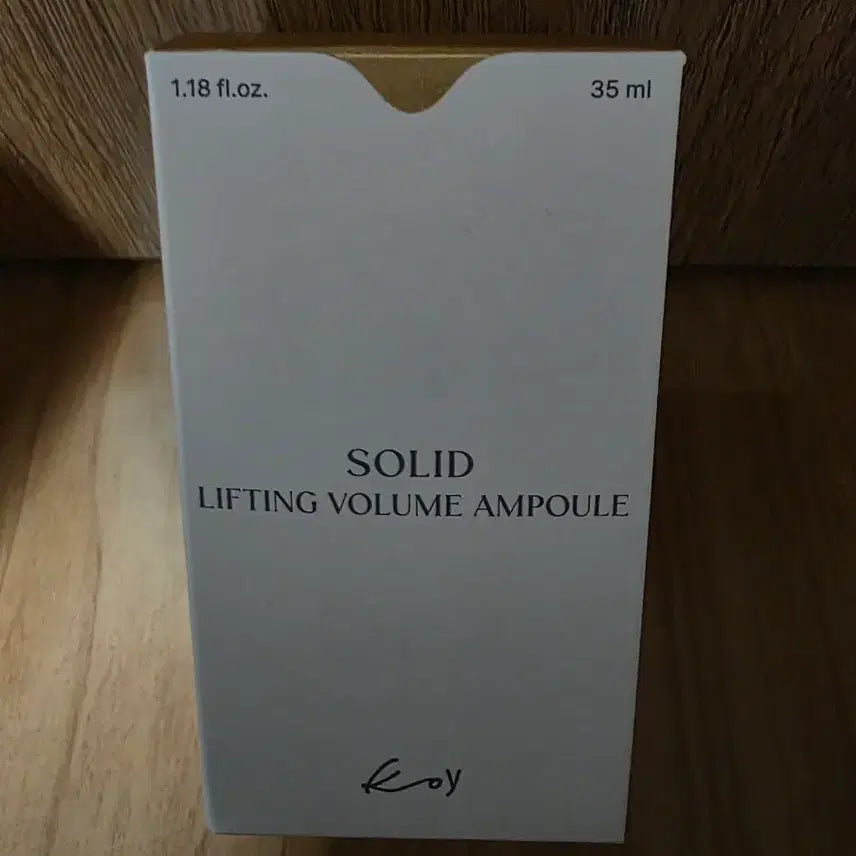 1.18 fl.oz.
35 ml
SOLID
LIFTING VOLUME AMPOULE